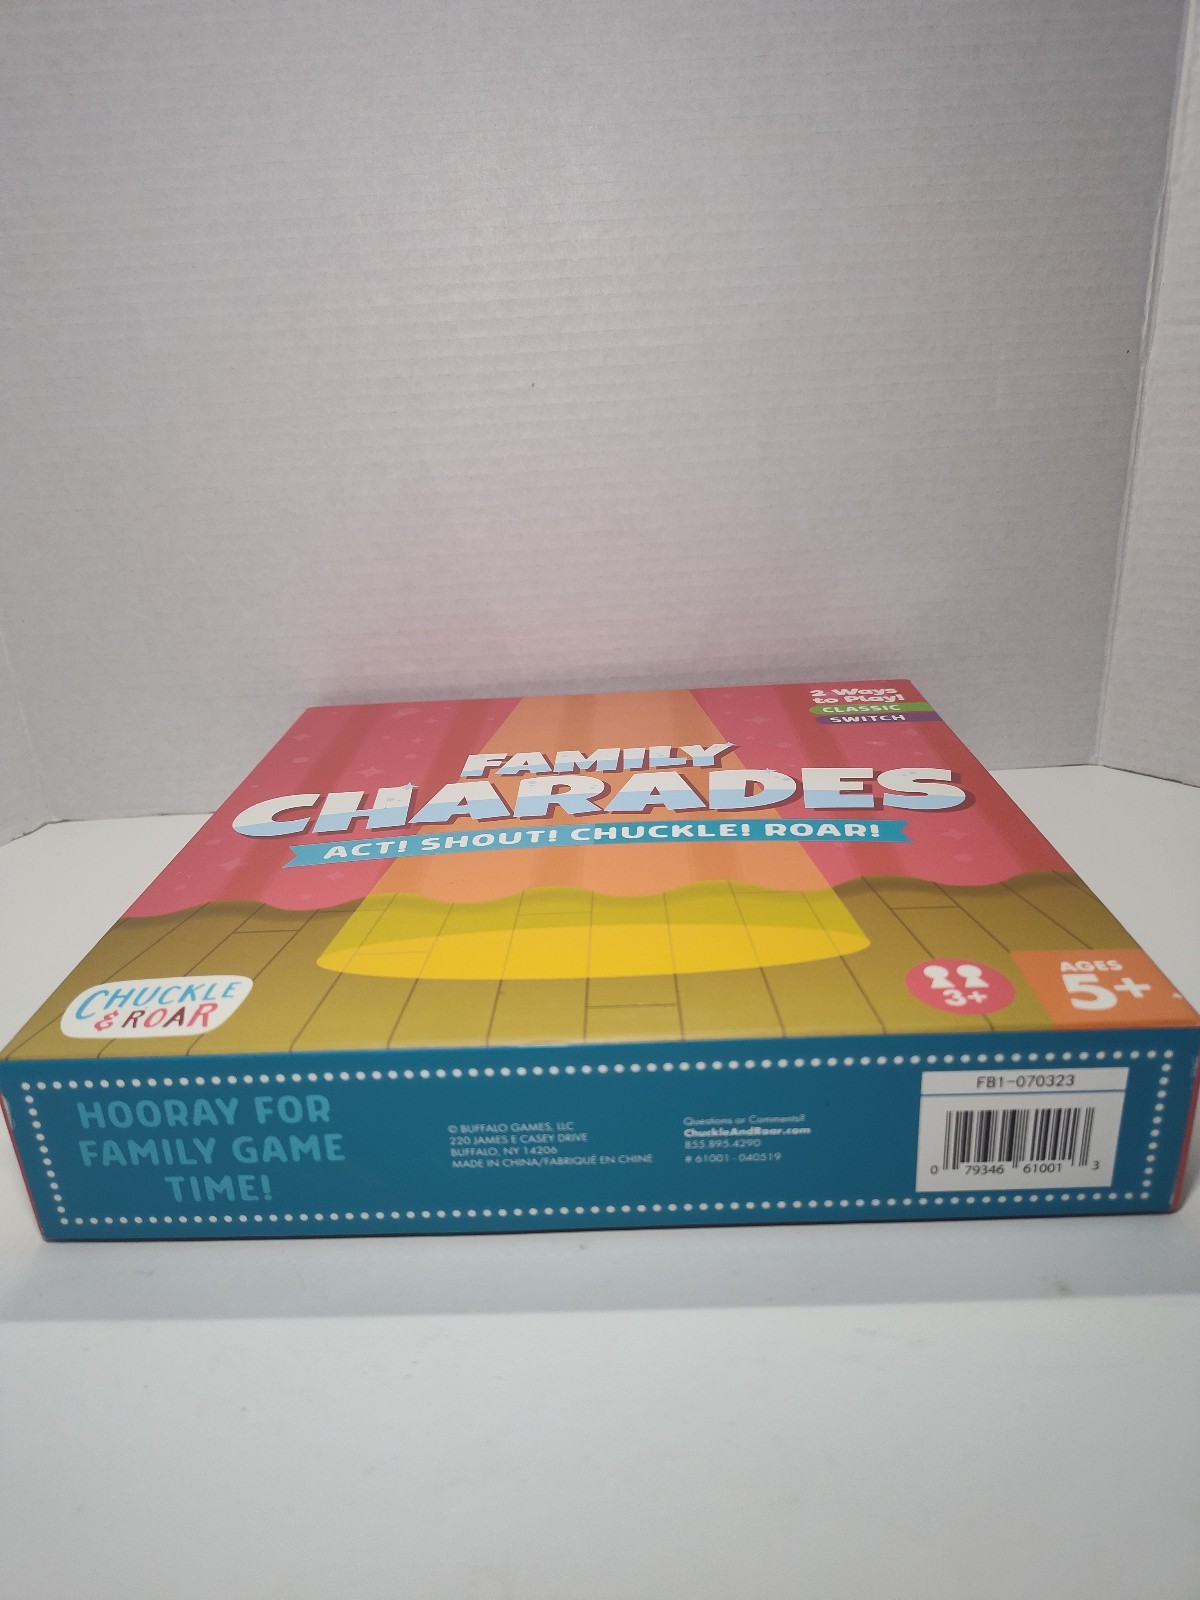 2 Ways
to Play!
CLASSIC
SWITCH
FAMILY
CHARADES
ACT! SHOUT! CHUCKLE! ROAR!
CHUCKLE
& ROAR
3+
AGES
5+
HOORAY FOR
FAMILY GAME
TIME!
© BUFFALO GAMES, LLC
220 JAMES E CASEY DRIVE
BUFFALO, NY 14206
MADE IN CHINA/FABRIQUÉ EN CHINE
Questions or Comments?
ChuckleAndRoar.com
855.895.4290
# 61001 - 040519
FB1-070323
0 79346 61001 3